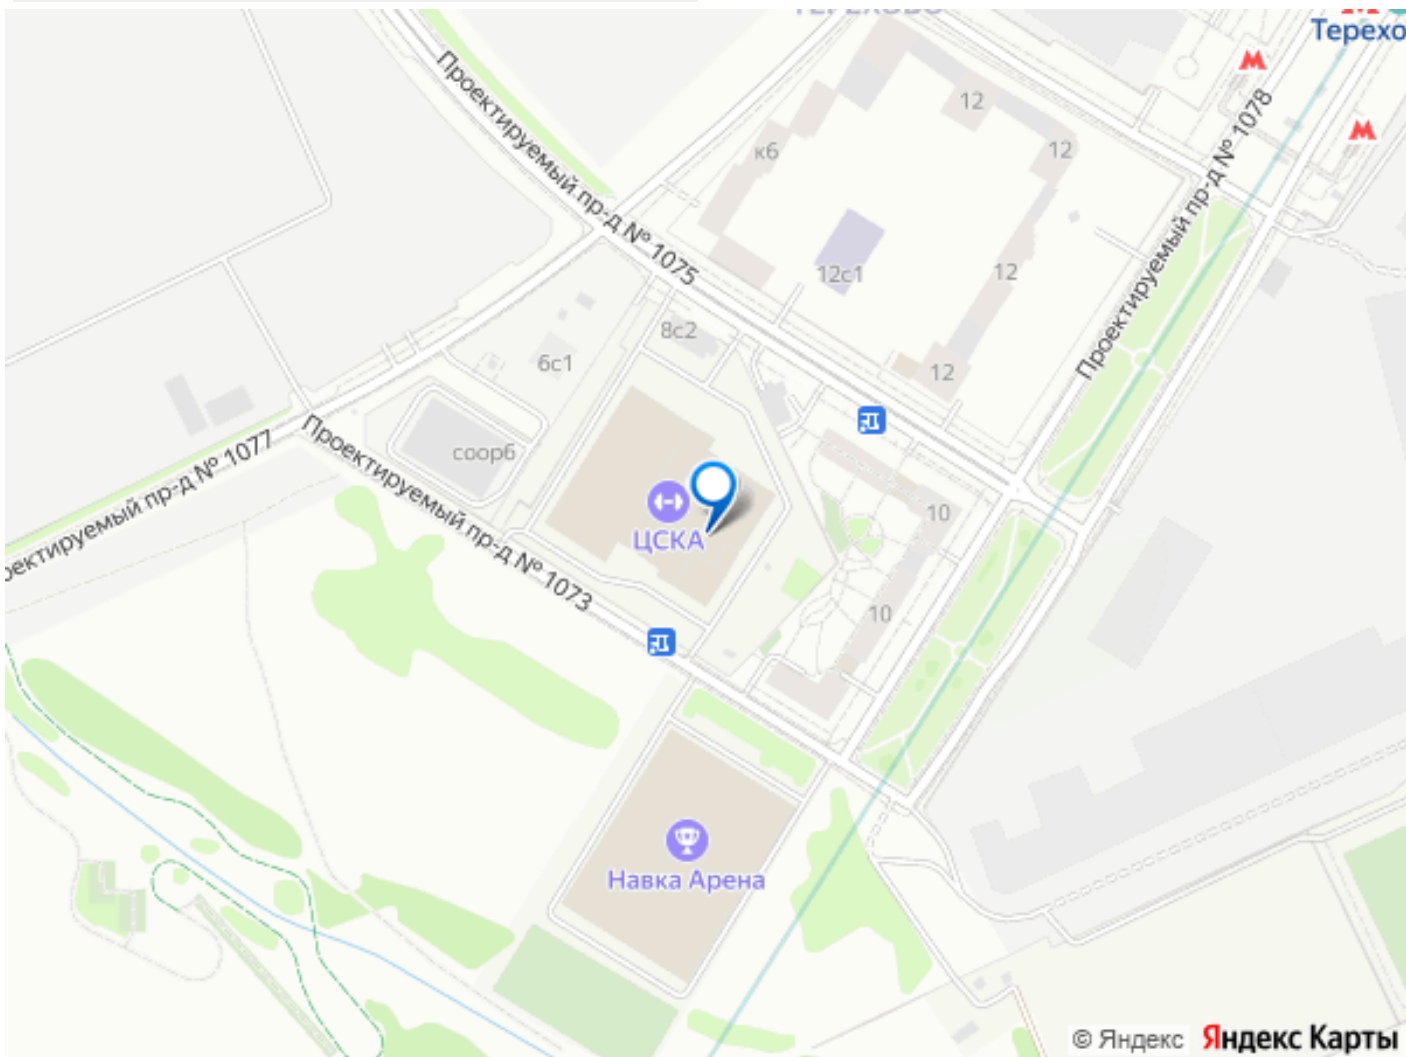 ТЕРЕХОВО
Терехо
Проектируемый пр-д № 1075
Проектируемый пр-д № 1078
12
12
к6
12
12с1
8с2
6с1
12
Проектируемый пр-д № 1073
ектируемый пр-д № 1077
соор6
ЦСКА
10
10
Навка Арена
© Яндекс Яндекс Карты